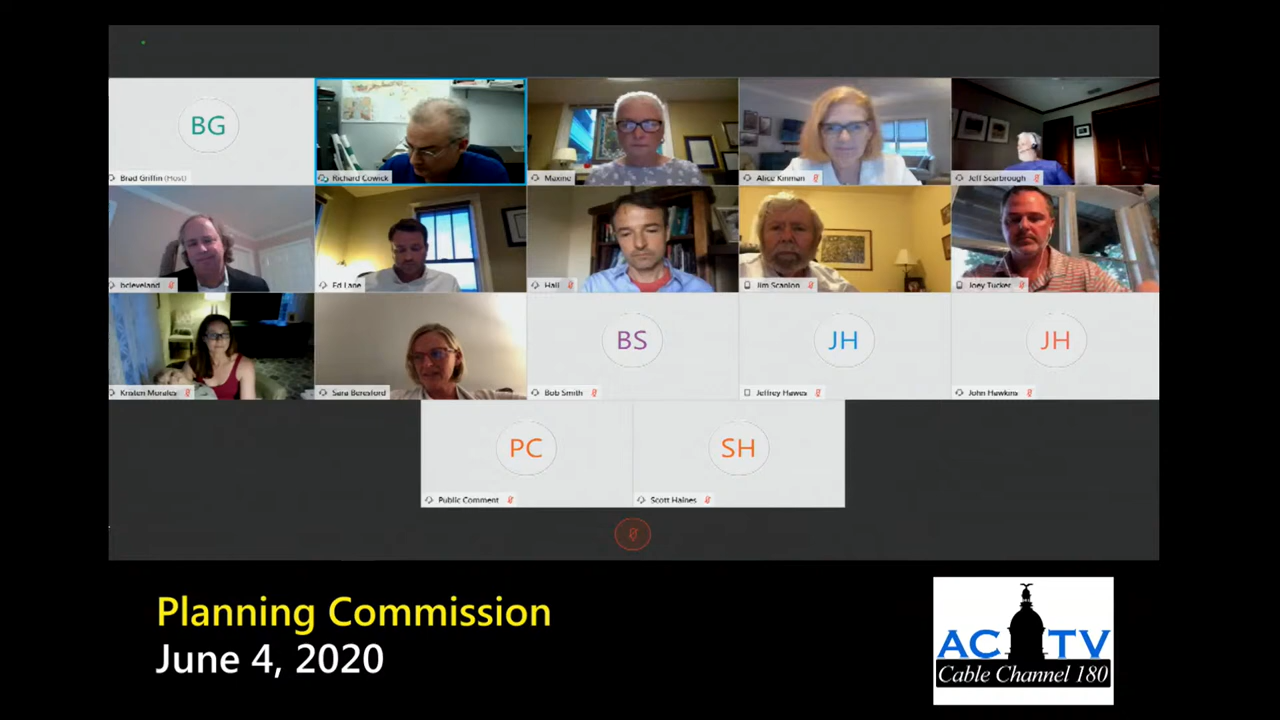 BG
Brad Griffin (Host)
Richard Cowick
Maxine
Alice Kinman
Jeff Scarbrough
bcleveland
Ed Lane
Hall
Jim Scanlon
Joey Tucker
Kristen Morales
Sara Beresford
BS
Bob Smith
JH
Jeffrey Hawes
JH
John Hawkins
PC
Public Comment
SH
Scott Haines
Planning Commission
June 4, 2020
AC TV
Cable Channel 180